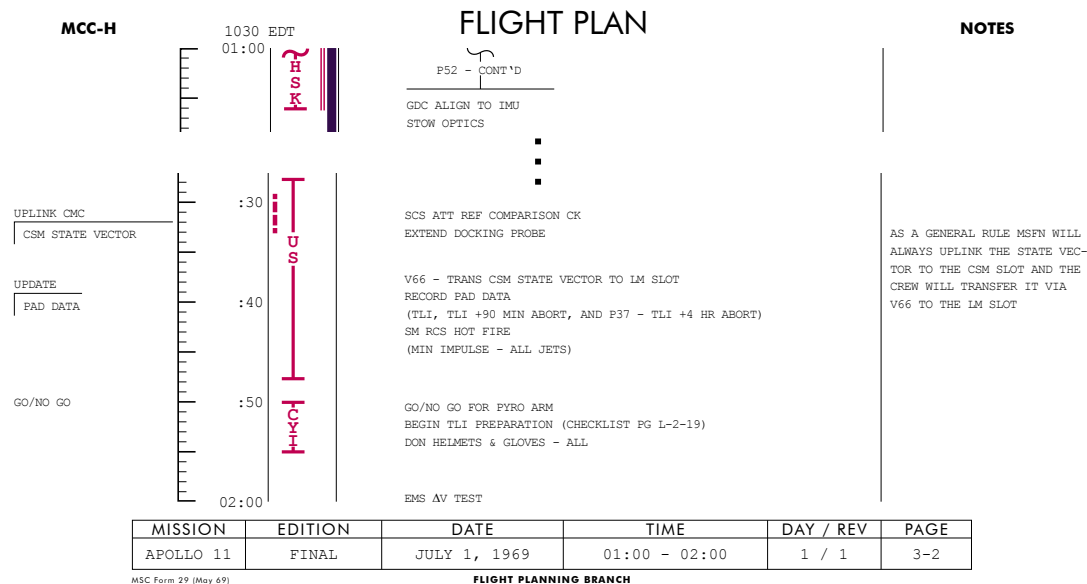 MCC-H
FLIGHT PLAN
NOTES
1030 EDT
01:00
HSK
P52 - CONT'D
GDC ALIGN TO IMU
STOW OPTICS
:30
US
UPLINK CMC
CSM STATE VECTOR
SCS ATT REF COMPARISON CK
EXTEND DOCKING PROBE
AS A GENERAL RULE MSFN WILL
ALWAYS UPLINK THE STATE VEC-
TOR TO THE CSM SLOT AND THE
CREW WILL TRANSFER IT VIA
V66 TO THE LM SLOT
UPDATE
PAD DATA
:40
V66 - TRANS CSM STATE VECTOR TO LM SLOT
RECORD PAD DATA
(TLI, TLI +90 MIN ABORT, AND P37 - TLI +4 HR ABORT)
SM RCS HOT FIRE
(MIN IMPULSE - ALL JETS)
GO/NO GO
:50
CYI
GO/NO GO FOR PYRO ARM
BEGIN TLI PREPARATION (CHECKLIST PG L-2-19)
DON HELMETS & GLOVES - ALL
02:00
EMS ΔV TEST
MISSION EDITION DATE TIME DAY / REV PAGE
APOLLO 11 FINAL JULY 1, 1969 01:00 - 02:00 1 / 1 3-2
MSC Form 29 (May 69)
FLIGHT PLANNING BRANCH